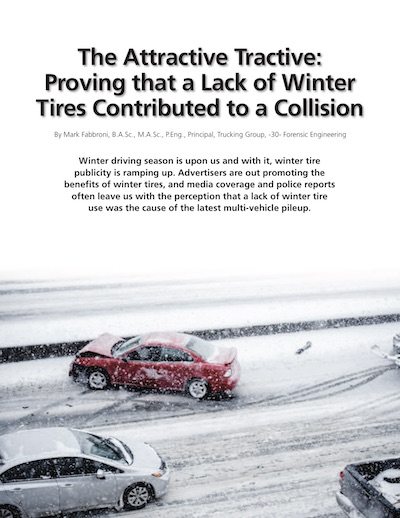 The Attractive Tractive:
Proving that a Lack of Winter
Tires Contributed to a Collision
By Mark Fabbroni, B.A.Sc., M.A.Sc., P.Eng., Principal, Trucking Group, -30- Forensic Engineering
Winter driving season is upon us and with it, winter tire
publicity is ramping up. Advertisers are out promoting the
benefits of winter tires, and media coverage and police reports
often leave us with the perception that a lack of winter tire
use was the cause of the latest multi-vehicle pileup.